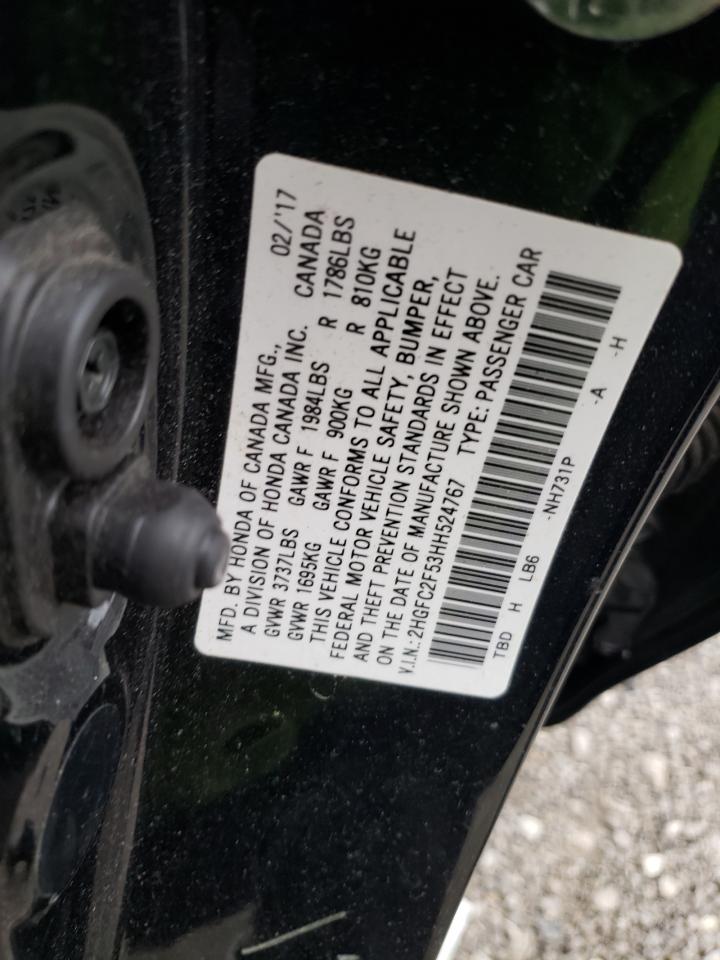 MFD. BY HONDA OF CANADA MFG., 02/'17
A DIVISION OF HONDA CANADA INC. CANADA
GVWR 3737LBS GAWR F 1984LBS R 1786LBS
GVWR 1695KG GAWR F 900KG R 810KG
THIS VEHICLE CONFORMS TO ALL APPLICABLE
FEDERAL MOTOR VEHICLE SAFETY, BUMPER,
AND THEFT PREVENTION STANDARDS IN EFFECT
ON THE DATE OF MANUFACTURE SHOWN ABOVE.
V.I.N.: 2HGFC2F53HH524767 TYPE: PASSENGER CAR
TBD H LB6 -NH731P -A -H